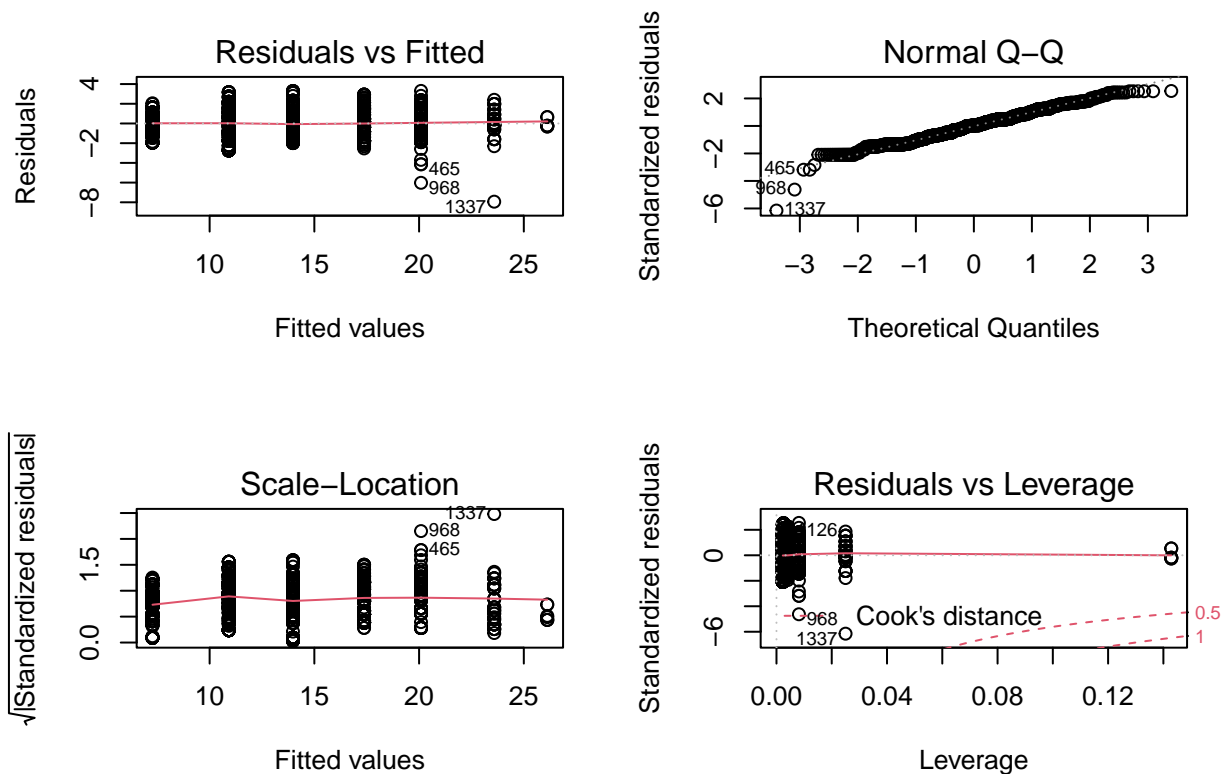 Residuals vs Fitted
Residuals
4
−2
−8
465
968
1337
10 15 20 25
Fitted values
Normal Q−Q
Standardized residuals
2
−2
−6
465
968
1337
−3 −2 −1 0 1 2 3
Theoretical Quantiles
Scale−Location
√|Standardized residuals|
1.5
0.0
1337
968
465
10 15 20 25
Fitted values
Residuals vs Leverage
Standardized residuals
0
−6
126
968
1337
Cook's distance
0.5
1
0.00 0.04 0.08 0.12
Leverage